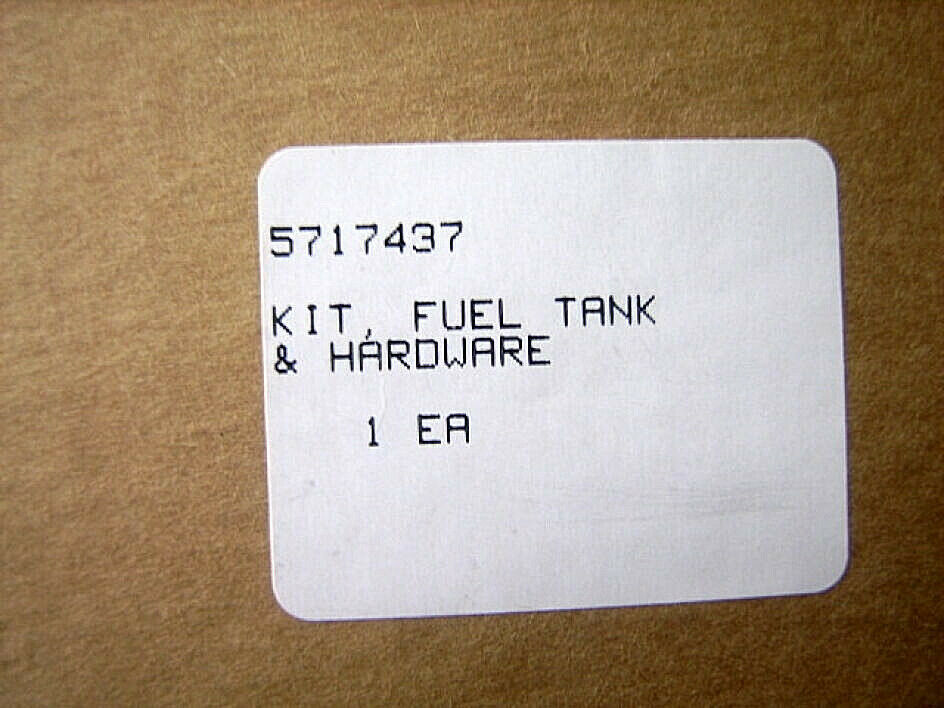 5717437
KIT, FUEL TANK
& HARDWARE
1 EA